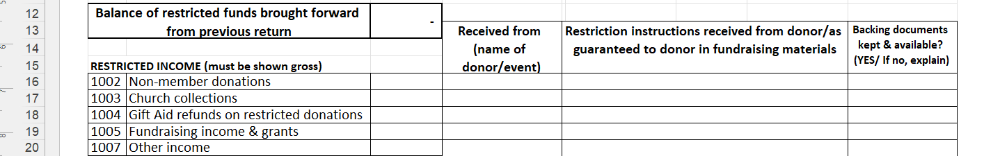 12
Balance of restricted funds brought forward
from previous return
-
13
Received from
(name of
donor/event)
Restriction instructions received from donor/as
guaranteed to donor in fundraising materials
Backing documents
kept & available?
(YES/ If no, explain)
14
15
RESTRICTED INCOME (must be shown gross)
16
1002 Non-member donations
17
1003 Church collections
18
1004 Gift Aid refunds on restricted donations
19
1005 Fundraising income & grants
20
1007 Other income